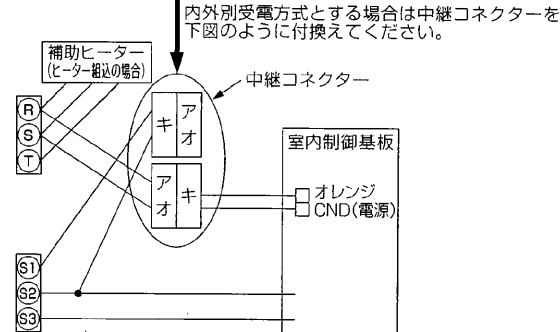 内外別受電方式とする場合は中継コネクターを
下図のように付換えてください。
補助ヒーター
(ヒーター組込の場合)
中継コネクター
R
S
T
キ
アオ
アオ
キ
室内制御基板
オレンジ
CND(電源)
S1
S2
S3